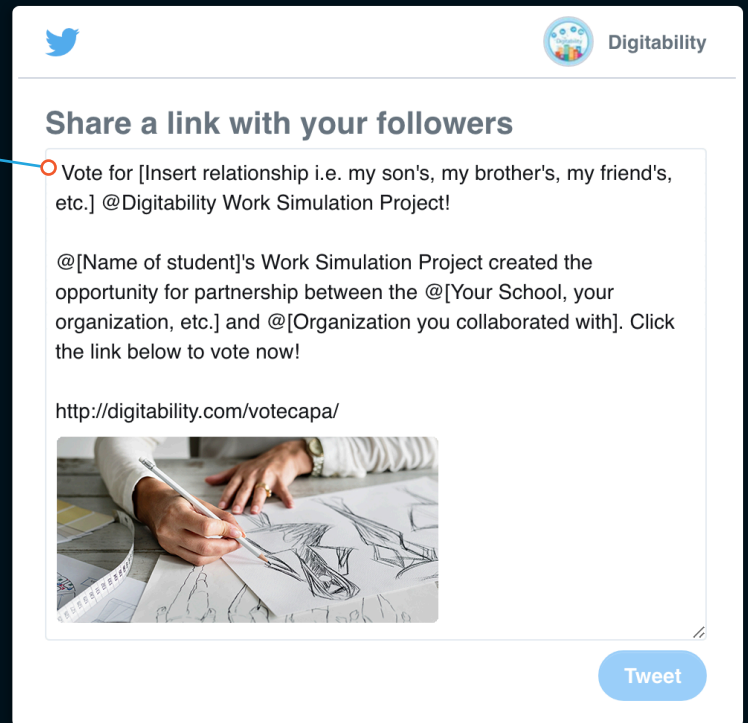 Digitability
Share a link with your followers
Vote for [Insert relationship i.e. my son's, my brother's, my friend's,
etc.] @Digitability Work Simulation Project!
@[Name of student]'s Work Simulation Project created the
opportunity for partnership between the @[Your School, your
organization, etc.] and @[Organization you collaborated with]. Click
the link below to vote now!
http://digitability.com/votecapa/
Tweet